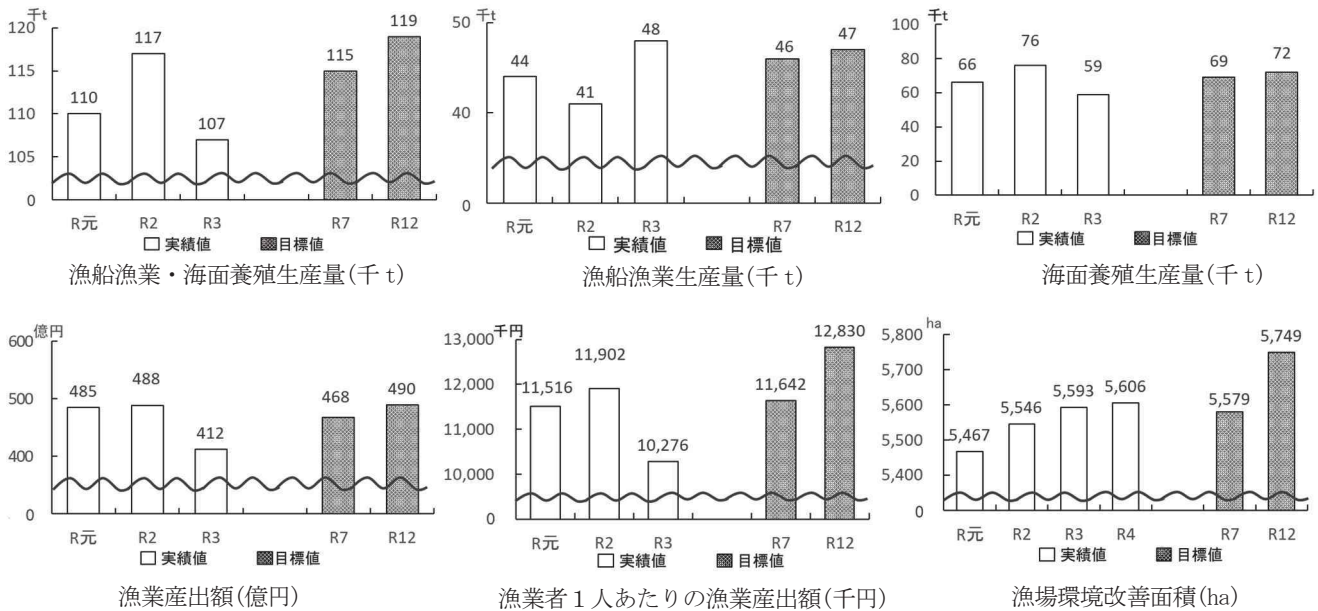 千t
120
115
110
105
0
110
117
107
115
119
R元 R2 R3 R7 R12
実績値 目標値
漁船漁業・海面養殖生産量(千t)
千t
50
40
0
44
41
48
46
47
R元 R2 R3 R7 R12
実績値 目標値
漁船漁業生産量(千t)
千t
100
80
60
40
20
0
66
76
59
69
72
R元 R2 R3 R7 R12
実績値 目標値
海面養殖生産量(千t)
億円
600
500
400
0
485
488
412
468
490
R元 R2 R3 R7 R12
実績値 目標値
漁業産出額(億円)
千円
13,000
12,000
11,000
10,000
0
11,516
11,902
10,276
11,642
12,830
R元 R2 R3 R7 R12
実績値 目標値
漁業者1人あたりの漁業産出額(千円)
ha
5,800
5,700
5,600
5,500
5,400
0
5,467
5,546
5,593
5,606
5,579
5,749
R元 R2 R3 R4 R7 R12
実績値 目標値
漁場環境改善面積(ha)